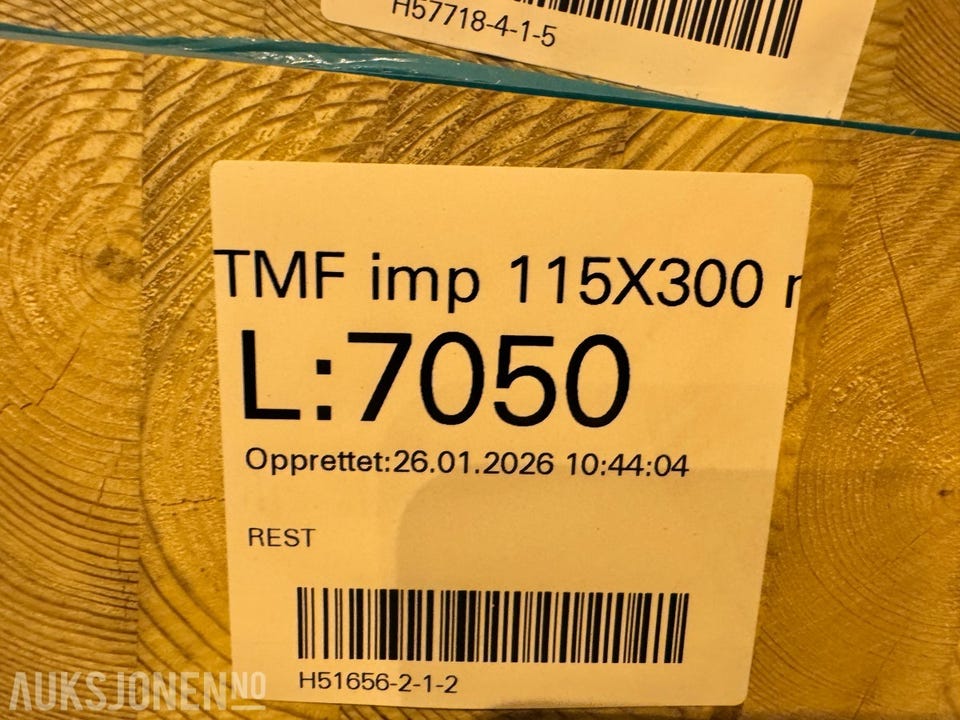 H57718-4-1-5
TMF imp 115X300
L:7050
Opprettet:26.01.2026 10:44:04
REST
H51656-2-1-2
AUKSJONEN.NO